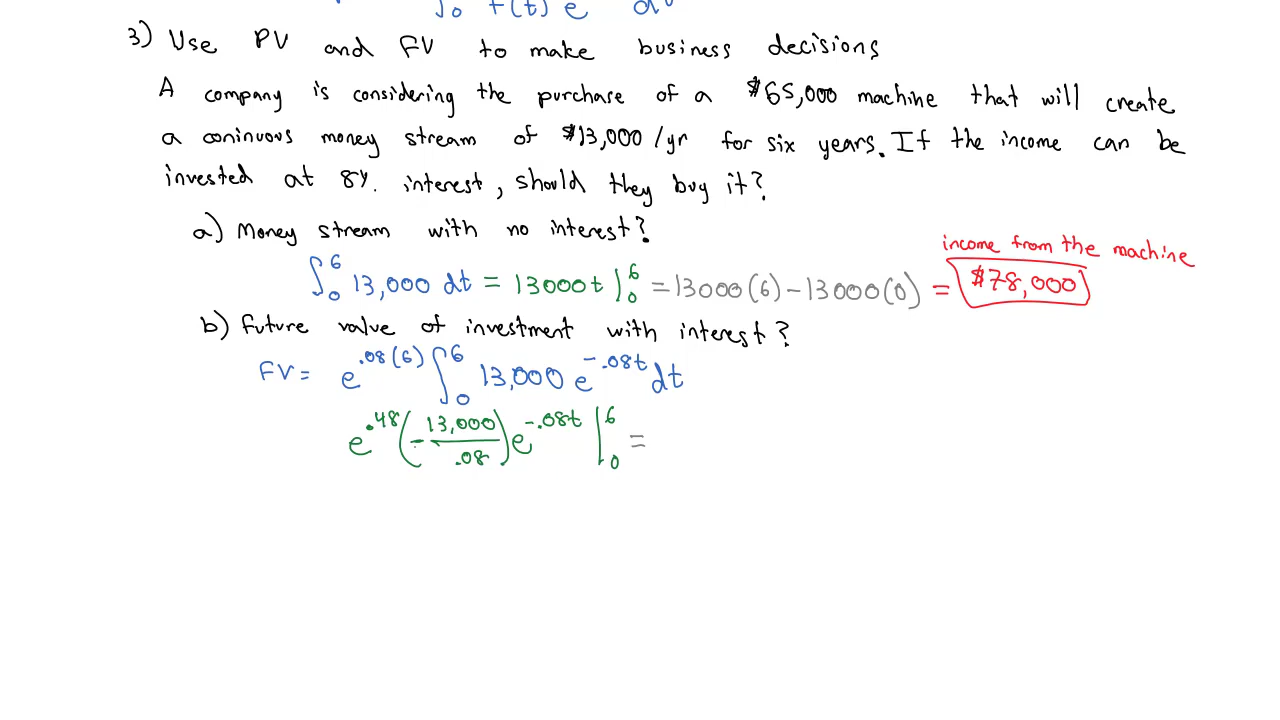 ∫₀ f(t) e dt
3) Use PV and FV to make business decisions
A company is considering the purchase of a $65,000 machine that will create
a coninuous money stream of $13,000/yr for six years. If the income can be
invested at 8% interest, should they buy it?
a) Money stream with no interest?
income from the machine
∫₀⁶ 13,000 dt = 13000t |₀⁶ = 13000(6) - 13000(0) = $78,000
b) Future value of investment with interest?
FV = e^.08(6) ∫₀⁶ 13,000 e^-.08t dt
e^.48 (-13,000/.08) e^-.08t |₀⁶ =